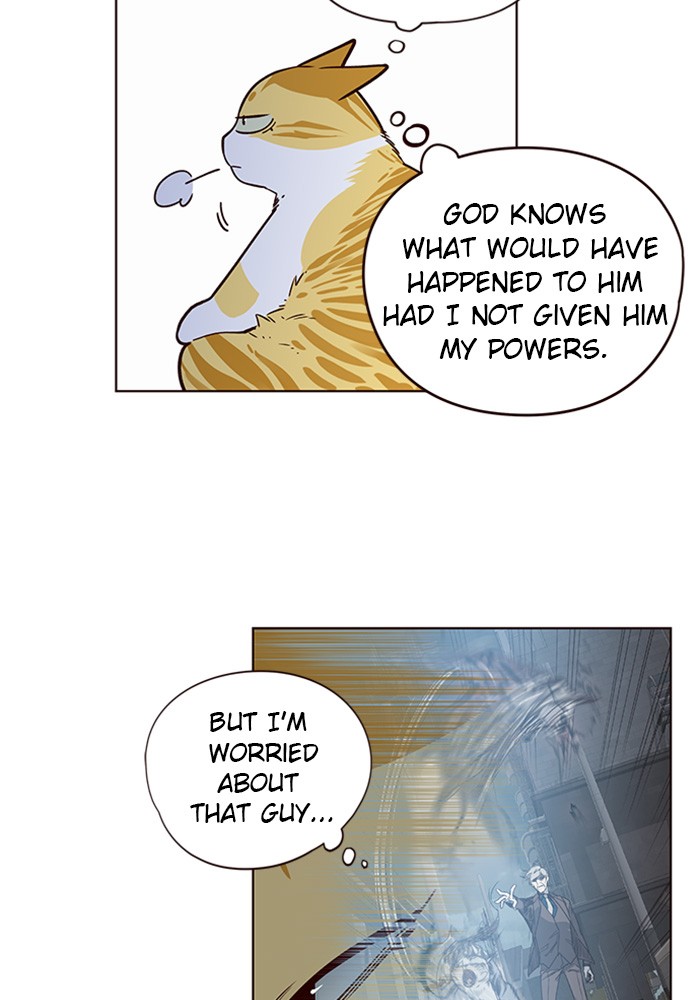 GOD KNOWS
WHAT WOULD HAVE
HAPPENED TO HIM
HAD I NOT GIVEN HIM
MY POWERS.
BUT I'M
WORRIED
ABOUT
THAT GUY...